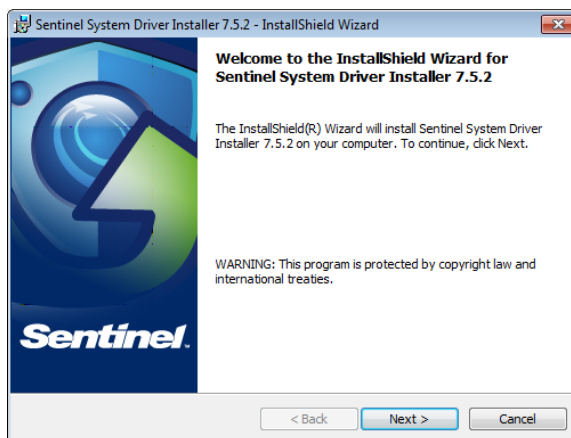 Sentinel System Driver Installer 7.5.2 - InstallShield Wizard
Welcome to the InstallShield Wizard for
Sentinel System Driver Installer 7.5.2
The InstallShield(R) Wizard will install Sentinel System Driver
Installer 7.5.2 on your computer. To continue, click Next.
WARNING: This program is protected by copyright law and
international treaties.
Sentinel.
< Back
Next >
Cancel